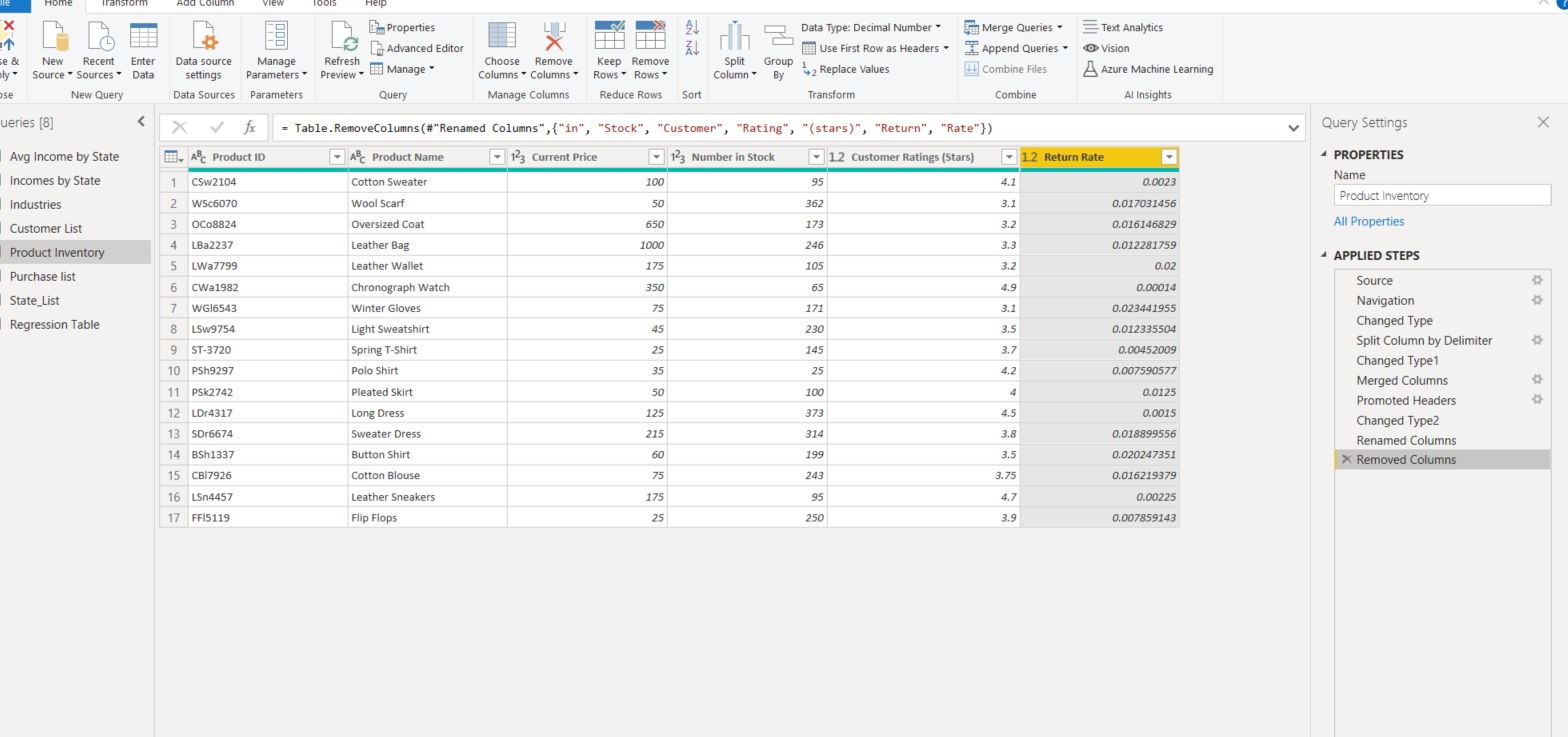 Home Transform Add Column View Tools Help
New Source
Recent Sources
Enter Data
New Query
Data source settings
Data Sources
Manage Parameters
Parameters
Refresh Preview
Properties
Advanced Editor
Manage
Query
Choose Columns
Remove Columns
Manage Columns
Keep Rows
Remove Rows
Reduce Rows
Sort
Split Column
Group By
Data Type: Decimal Number
Use First Row as Headers
Replace Values
Transform
Merge Queries
Append Queries
Combine Files
Combine
Text Analytics
Vision
Azure Machine Learning
AI Insights
ueries [8]
Avg Income by State
Incomes by State
Industries
Customer List
Product Inventory
Purchase list
State_List
Regression Table
fx = Table.RemoveColumns(#"Renamed Columns",{"in", "Stock", "Customer", "Rating", "(stars)", "Return", "Rate"})
ABC Product ID ABC Product Name 123 Current Price 123 Number in Stock 1.2 Customer Ratings (Stars) 1.2 Return Rate
1 CSw2104 Cotton Sweater 100 95 4.1 0.0023
2 WSc6070 Wool Scarf 50 362 3.1 0.017031456
3 OCo8824 Oversized Coat 650 173 3.2 0.016146829
4 LBa2237 Leather Bag 1000 246 3.3 0.012281759
5 LWa7799 Leather Wallet 175 105 3.2 0.02
6 CWa1982 Chronograph Watch 350 65 4.9 0.00014
7 WGl6543 Winter Gloves 75 171 3.1 0.023441955
8 LSw9754 Light Sweatshirt 45 230 3.5 0.012335504
9 ST-3720 Spring T-Shirt 25 145 3.7 0.00452009
10 PSh9297 Polo Shirt 35 25 4.2 0.007590577
11 PSk2742 Pleated Skirt 50 100 4 0.0125
12 LDr4317 Long Dress 125 373 4.5 0.0015
13 SDr6674 Sweater Dress 215 314 3.8 0.018899556
14 BSh1337 Button Shirt 60 199 3.5 0.020247351
15 CBl7926 Cotton Blouse 75 243 3.75 0.016219379
16 LSn4457 Leather Sneakers 175 95 4.7 0.00225
17 FFl5119 Flip Flops 25 250 3.9 0.007859143
Query Settings
PROPERTIES
Name
Product Inventory
All Properties
APPLIED STEPS
Source
Navigation
Changed Type
Split Column by Delimiter
Changed Type1
Merged Columns
Promoted Headers
Changed Type2
Renamed Columns
Removed Columns